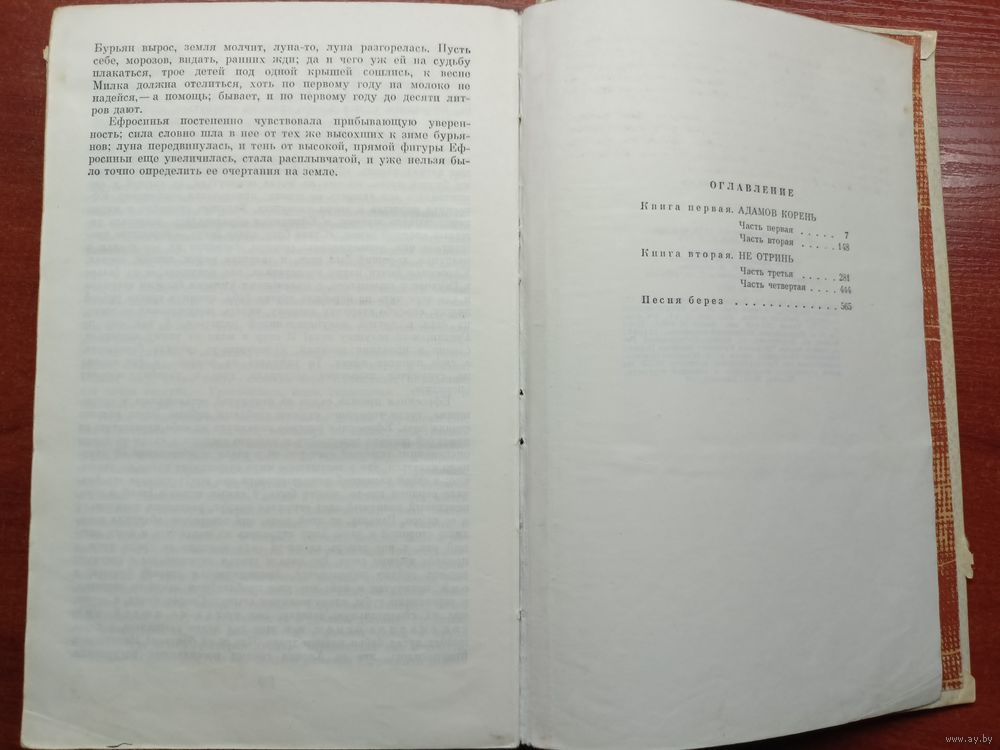 Бурьян вырос, земля молчит, луна-то, луна разгорелась. Пусть
себе, морозов, видать, ранних жди; да и чего уж ей на судьбу
плакаться, трое детей под одной крышей сошлись, к весне
Милка должна отелиться, хоть по первому году на молоко не
надейся,— а помощь; бывает, и по первому году до десяти лит-
ров дают.
Ефросинья постепенно чувствовала прибывающую уверен-
ность; сила словно шла в нее от тех же высохших к зиме бурья-
нов; луна передвинулась, и тень от высокой, прямой фигуры Еф-
росиньи еще увеличилась, стала расплывчатой, и уже нельзя бы-
ло точно определить ее очертания на земле.
ОГЛАВЛЕНИЕ
Книга первая. АДАМОВ КОРЕНЬ
Часть первая . . . . . 7
Часть вторая . . . . . 148
Книга вторая. НЕ ОТРИНЬ
Часть третья . . . . . 281
Часть четвертая . . . . 444
Песня берез . . . . . . . . . . . . . 565
www.ay.by